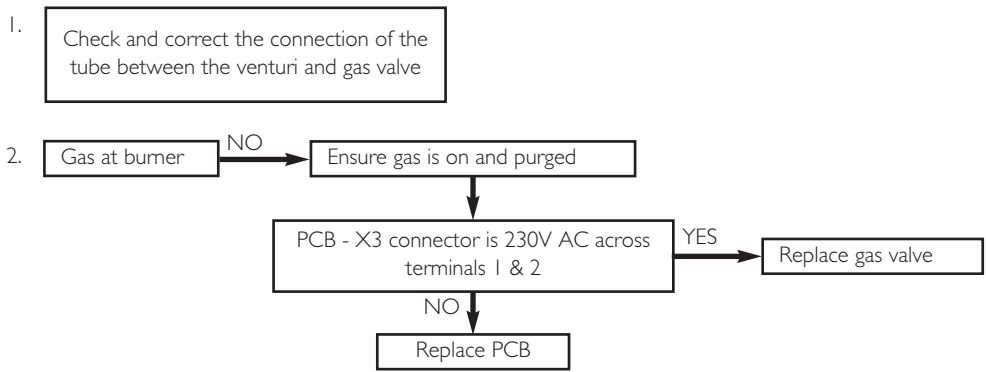 1.
Check and correct the connection of the
tube between the venturi and gas valve
2.
Gas at burner
NO
Ensure gas is on and purged
PCB - X3 connector is 230V AC across
terminals 1 & 2
YES
Replace gas valve
NO
Replace PCB